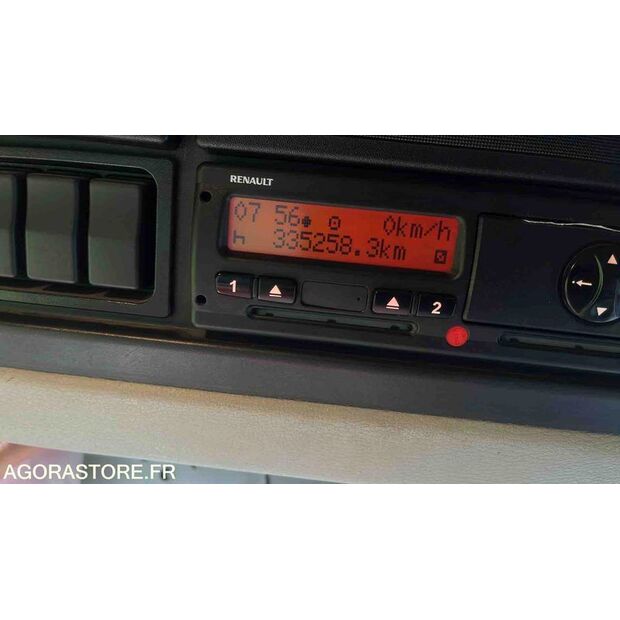 RENAULT
07 56 0km/h
335258.3km
1 2
AGORASTORE.FR